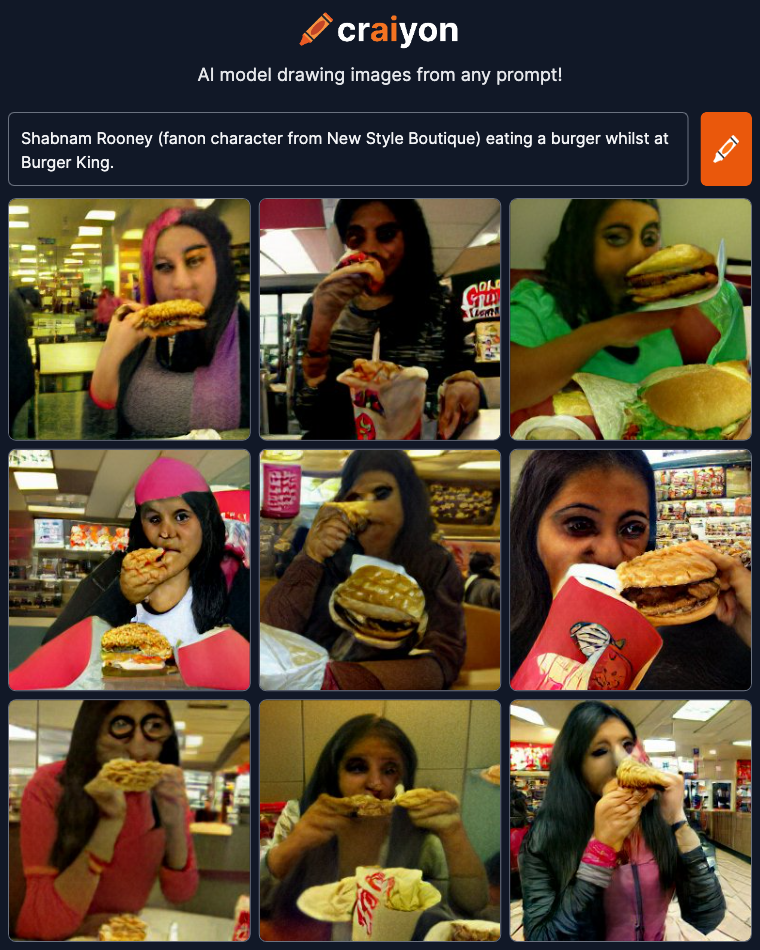 craiyon
AI model drawing images from any prompt!
Shabnam Rooney (fanon character from New Style Boutique) eating a burger whilst at
Burger King.